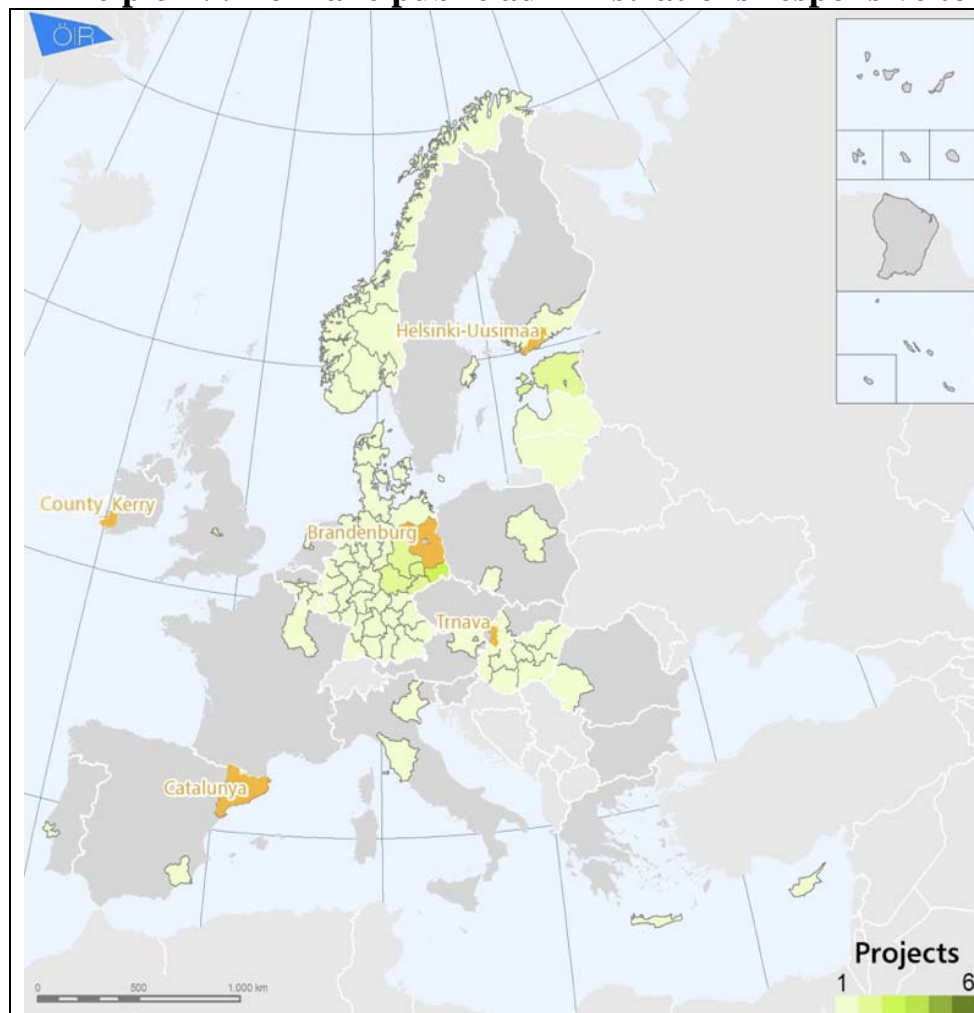 ÖIR
Helsinki-Uusimaa
County Kerry
Brandenburg
Trnava
Catalunya
Projects
1 6
0 500 1.000 km